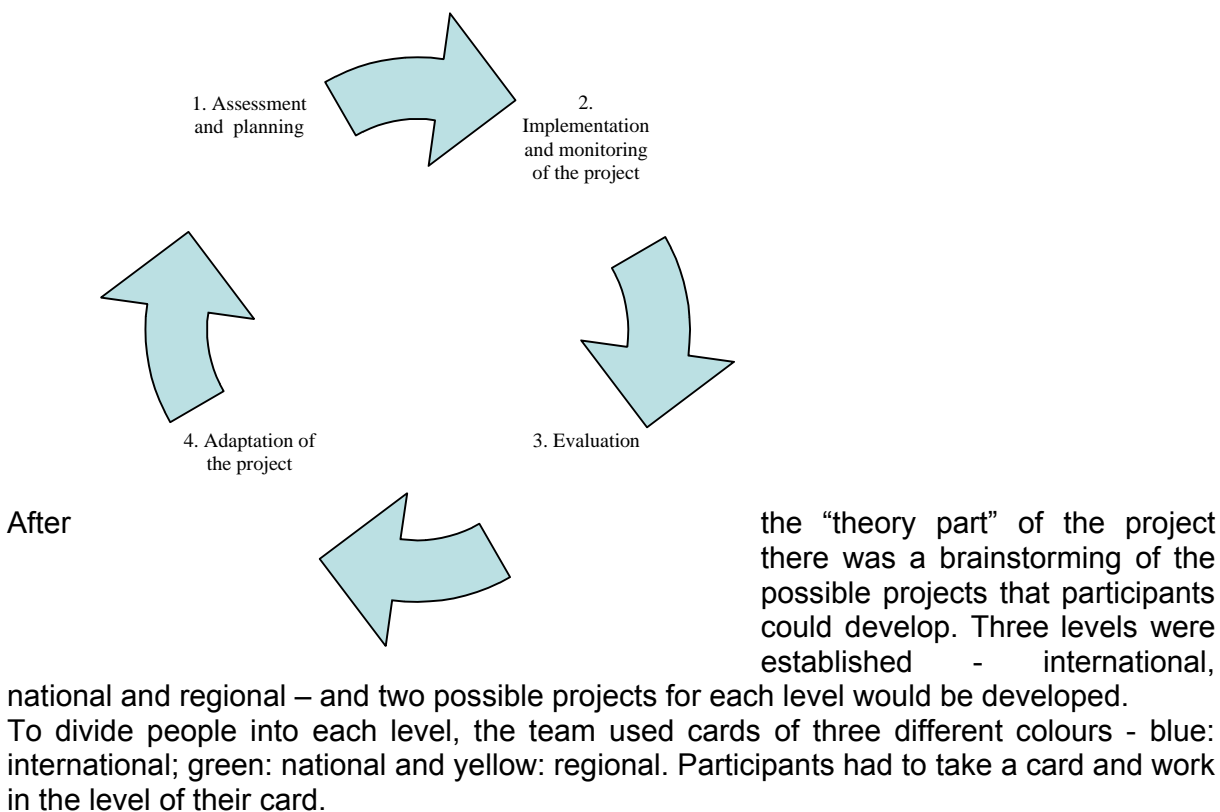 1. Assessment
and planning
2.
Implementation
and monitoring
of the project
3. Evaluation
4. Adaptation of
the project
After the “theory part” of the project
there was a brainstorming of the
possible projects that participants
could develop. Three levels were
established - international,
national and regional – and two possible projects for each level would be developed.
To divide people into each level, the team used cards of three different colours - blue:
international; green: national and yellow: regional. Participants had to take a card and work
in the level of their card.